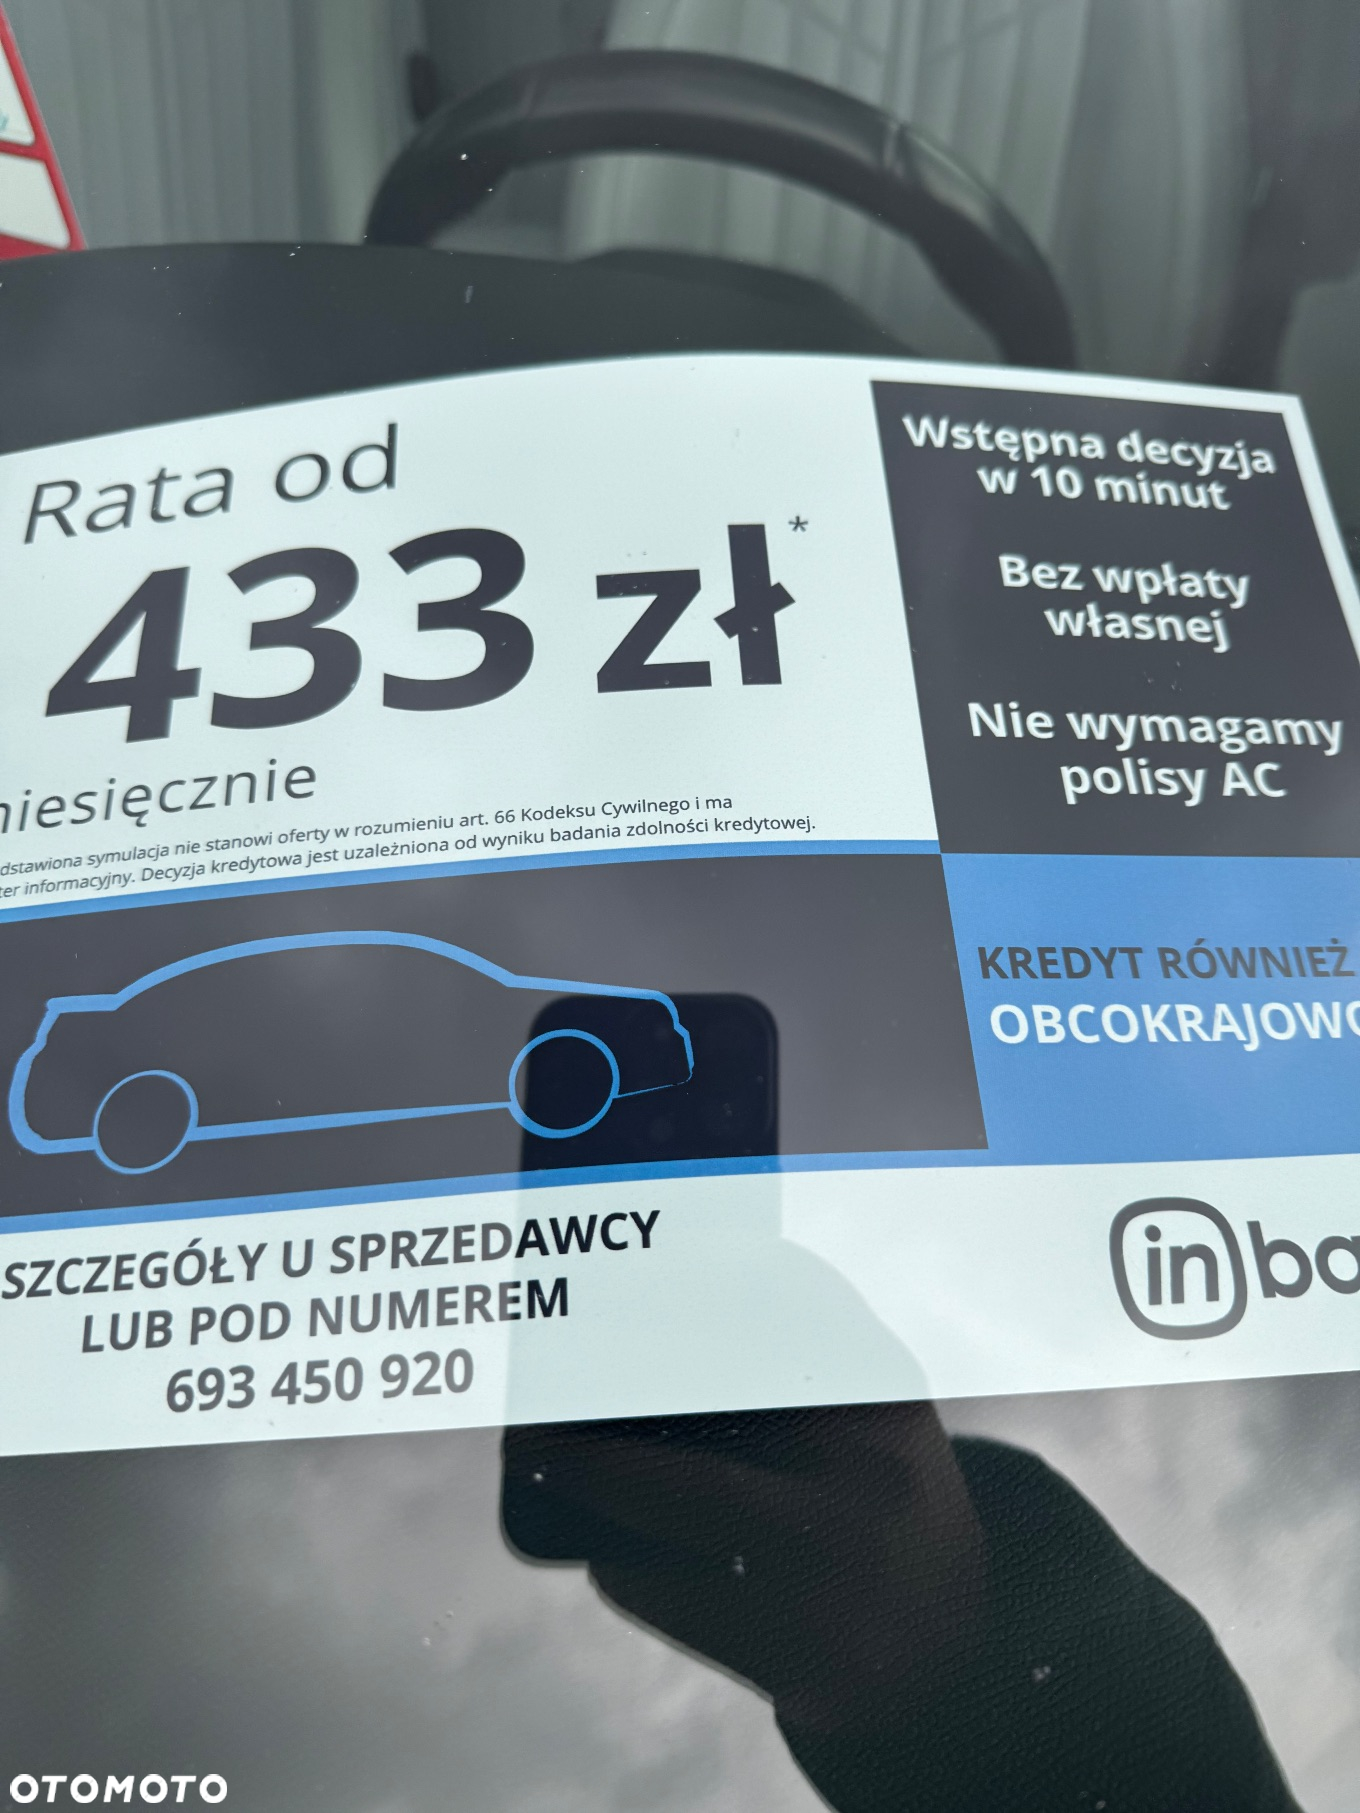 Rata od
433 zł*
miesięcznie
stawiona symulacja nie stanowi oferty w rozumieniu art. 66 Kodeksu Cywilnego i ma
ter informacyjny. Decyzja kredytowa jest uzależniona od wyniku badania zdolności kredytowej.
Wstępna decyzja
w 10 minut
Bez wpłaty
własnej
Nie wymagamy
polisy AC
KREDYT RÓWNIEŻ
OBCOKRAJOWC
SZCZEGÓŁY U SPRZEDAWCY
LUB POD NUMEREM
693 450 920
inba
OTOMOTO